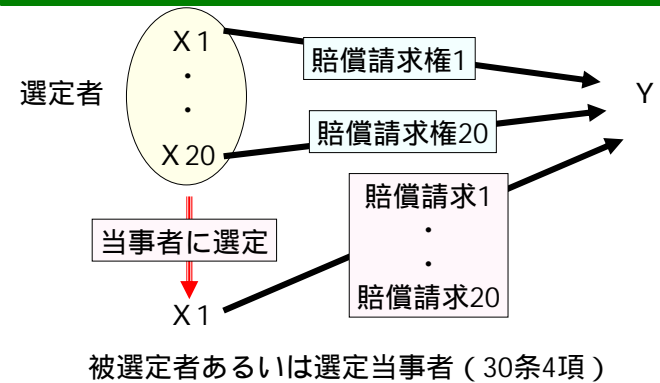 X1
・
・
X20
選定者
賠償請求権1
賠償請求権20
Y
当事者に選定
賠償請求1
・
・
賠償請求20
X1
被選定者あるいは選定当事者（30条4項）